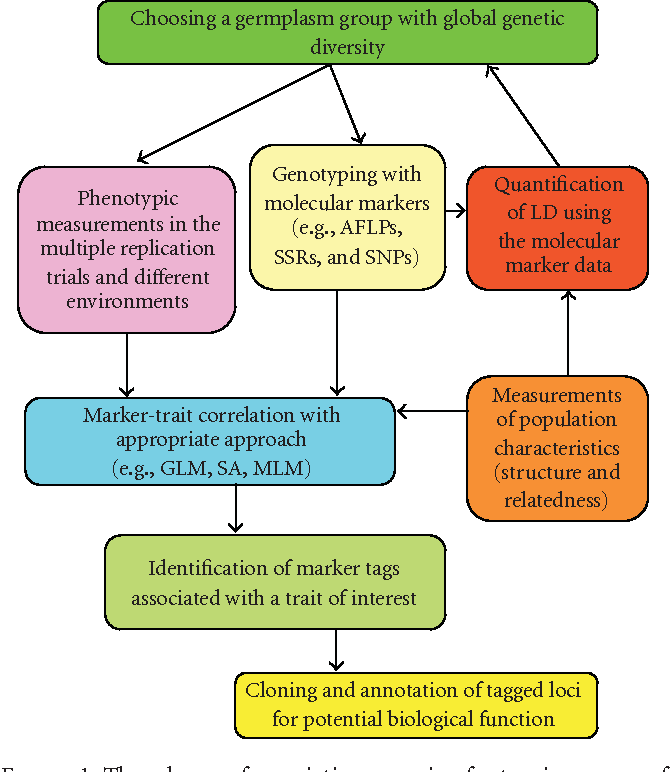 Choosing a germplasm group with global genetic
diversity
Phenotypic
measurements in the
multiple replication
trials and different
environments
Genotyping with
molecular markers
(e.g., AFLPs,
SSRs, and SNPs)
Quantification
of LD using
the molecular
marker data
Marker-trait correlation with
appropriate approach
(e.g., GLM, SA, MLM)
Measurements
of population
characteristics
(structure and
relatedness)
Identification of marker tags
associated with a trait of interest
Cloning and annotation of tagged loci
for potential biological function